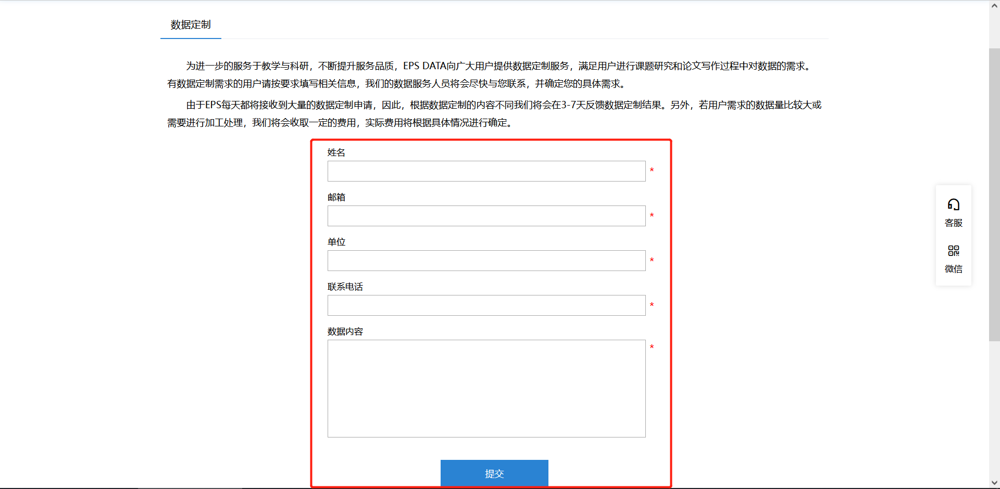 数据定制
为进一步的服务于教学与科研，不断提升服务品质，EPS DATA向广大用户提供数据定制服务，满足用户进行课题研究和论文写作过程中对数据的需求。
有数据定制需求的用户请按要求填写相关信息，我们的数据服务人员将会尽快与您联系，并确定您的具体需求。
由于EPS每天都将接收到大量的数据定制申请，因此，根据数据定制的内容不同我们将会在3-7天反馈数据定制结果。另外，若用户需求的数据量比较大或
需要进行加工处理，我们将会收取一定的费用，实际费用将根据具体情况进行确定。
姓名
*
邮箱
*
单位
*
联系电话
*
数据内容
*
提交
客服
微信